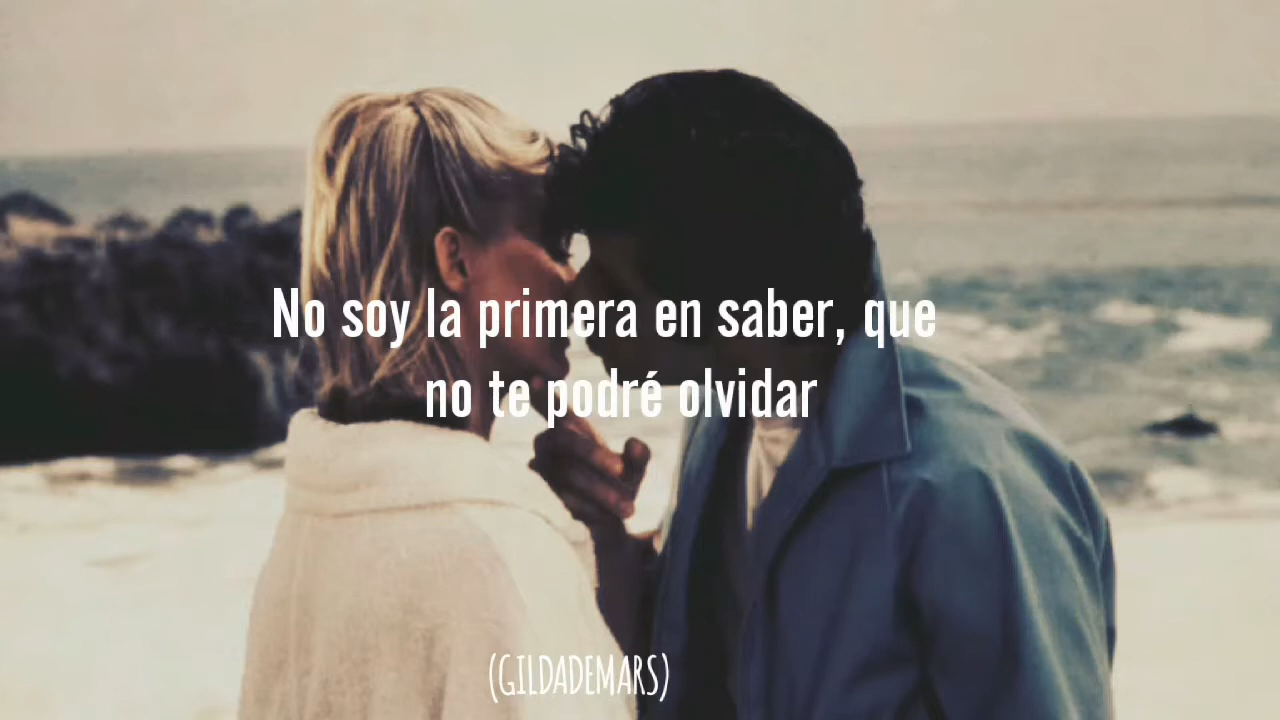 No soy la primera en saber, que
no te podré olvidar
(GILDADEMARS)